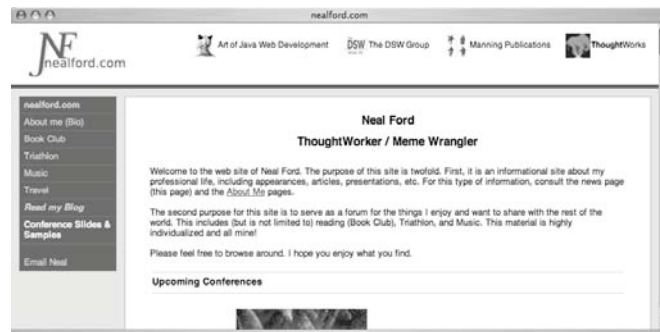 nealford.com
NF
nealford.com
Art of Java Web Development
DSW The DSW Group
Manning Publications
ThoughtWorks
nealford.com
About me (Bio)
Book Club
Triathlon
Music
Travel
Read my Blog
Conference Slides &
Samples
Email Neal
Neal Ford
ThoughtWorker / Meme Wrangler
Welcome to the web site of Neal Ford. The purpose of this site is twofold. First, it is an informational site about my
professional life, including appearances, articles, presentations, etc. For this type of information, consult the news page
(this page) and the About Me pages.
The second purpose for this site is to serve as a forum for the things I enjoy and want to share with the rest of the
world. This includes (but is not limited to) reading (Book Club), Triathlon, and Music. This material is highly
individualized and all mine!
Please feel free to browse around. I hope you enjoy what you find.
Upcoming Conferences